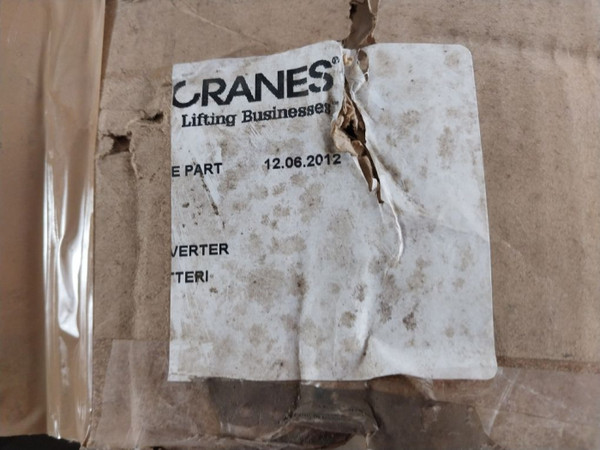 CRANES®
Lifting Businesses
E PART 12.06.2012
VERTER
TTERI